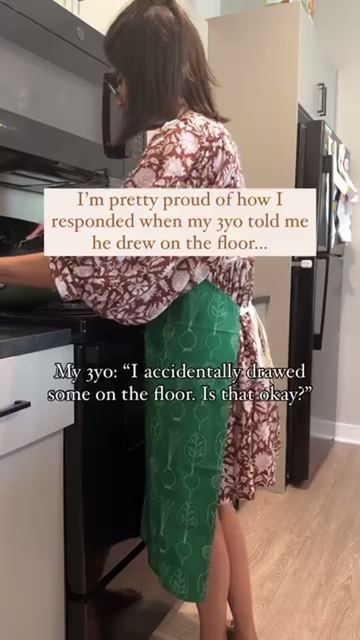 I'm pretty proud of how I
responded when my 3yo told me
he drew on the floor...
My 3yo: "I accidentally drawed
some on the floor. Is that okay?"